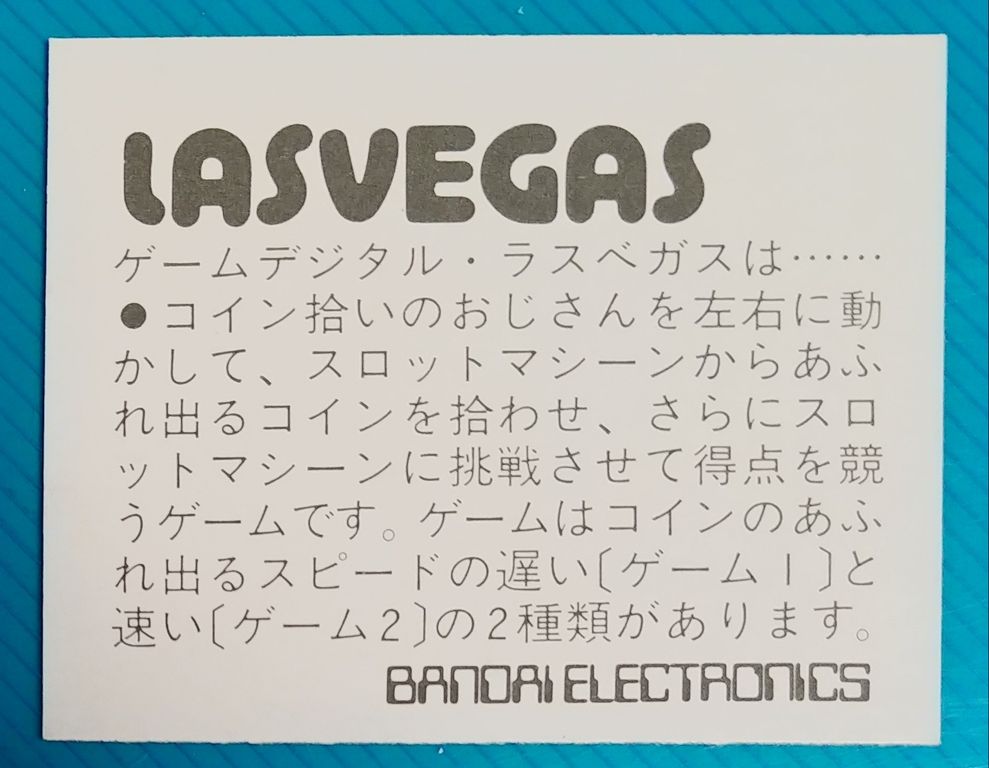 LASVEGAS
ゲームデジタル・ラスベガスは……
●コイン拾いのおじさんを左右に動
かして、スロットマシーンからあふ
れ出るコインを拾わせ、さらにスロ
ットマシーンに挑戦させて得点を競
うゲームです。ゲームはコインのあふ
れ出るスピードの遅い〔ゲーム1〕と
速い〔ゲーム2〕の2種類があります。
BANDAI ELECTRONICS